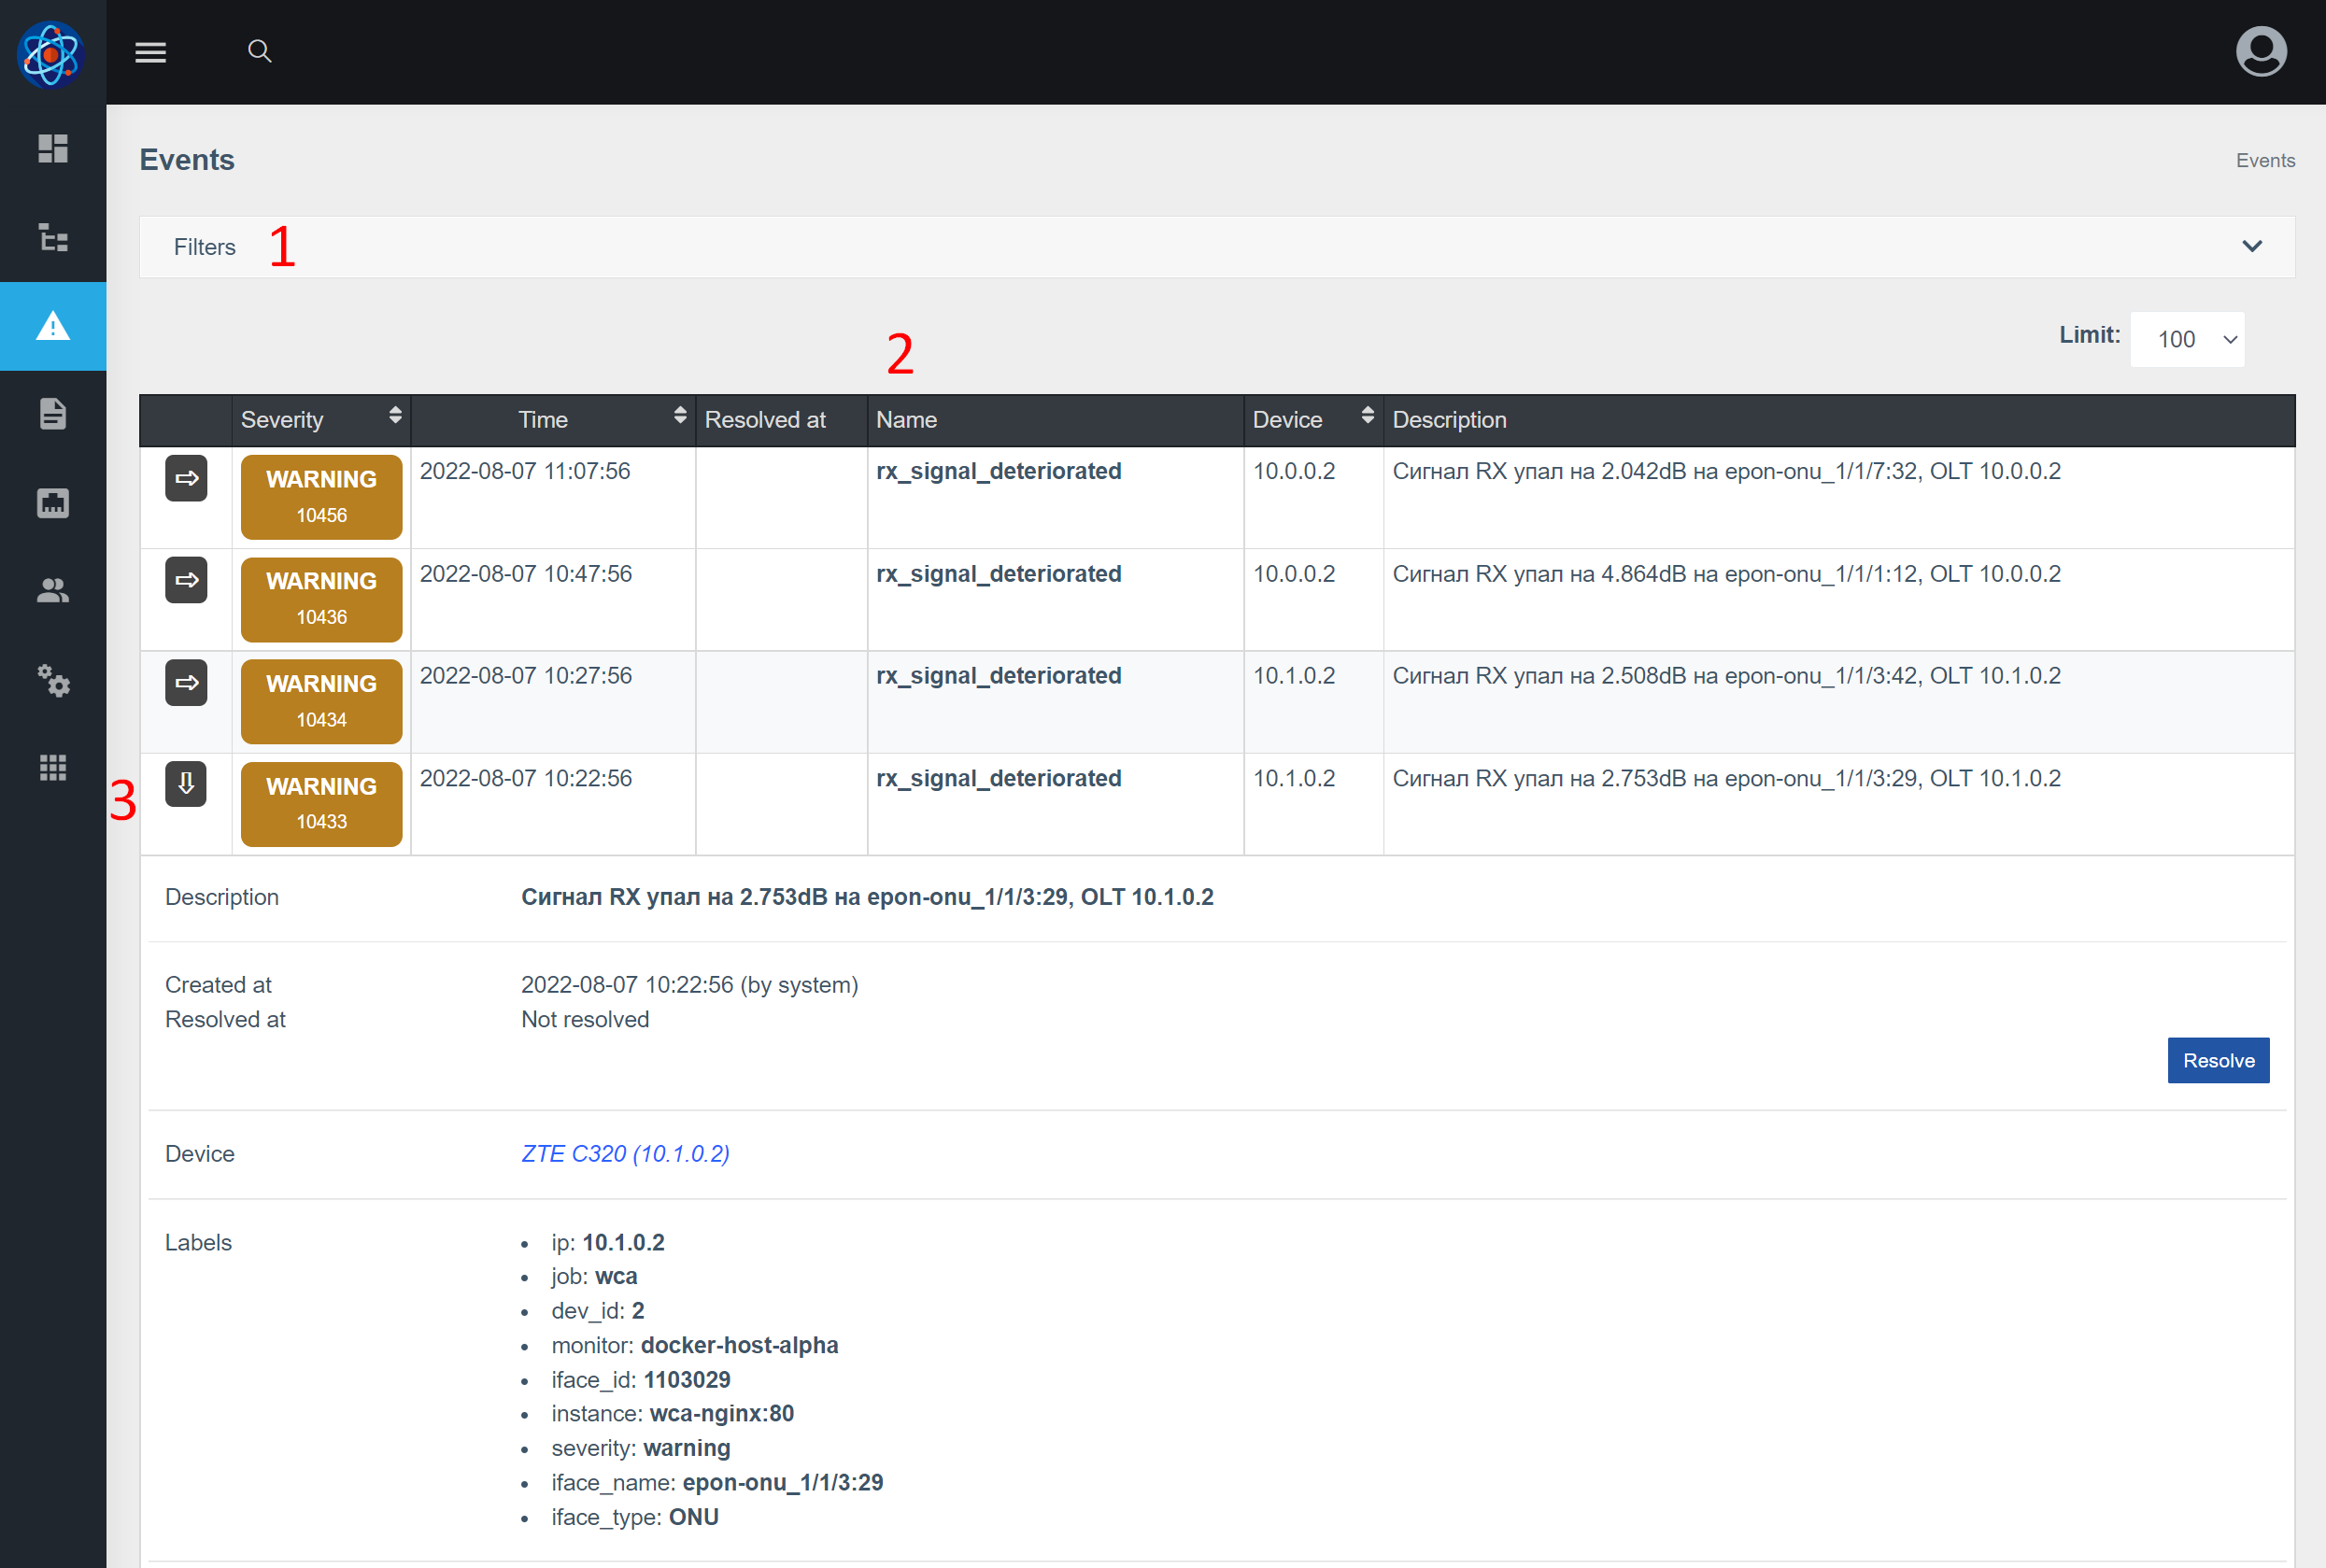 Events
Events
Filters 1
2
Limit: 100
Severity Time Resolved at Name Device Description
WARNING 2022-08-07 11:07:56 rx_signal_deteriorated 10.0.0.2 Сигнал RX упал на 2.042dB на epon-onu_1/1/7:32, OLT 10.0.0.2
10456
WARNING 2022-08-07 10:47:56 rx_signal_deteriorated 10.0.0.2 Сигнал RX упал на 4.864dB на epon-onu_1/1/1:12, OLT 10.0.0.2
10436
WARNING 2022-08-07 10:27:56 rx_signal_deteriorated 10.1.0.2 Сигнал RX упал на 2.508dB на epon-onu_1/1/3:42, OLT 10.1.0.2
10434
3 WARNING 2022-08-07 10:22:56 rx_signal_deteriorated 10.1.0.2 Сигнал RX упал на 2.753dB на epon-onu_1/1/3:29, OLT 10.1.0.2
10433
Description Сигнал RX упал на 2.753dB на epon-onu_1/1/3:29, OLT 10.1.0.2
Created at 2022-08-07 10:22:56 (by system)
Resolved at Not resolved
Resolve
Device ZTE C320 (10.1.0.2)
Labels • ip: 10.1.0.2
• job: wca
• dev_id: 2
• monitor: docker-host-alpha
• iface_id: 1103029
• instance: wca-nginx:80
• severity: warning
• iface_name: epon-onu_1/1/3:29
• iface_type: ONU